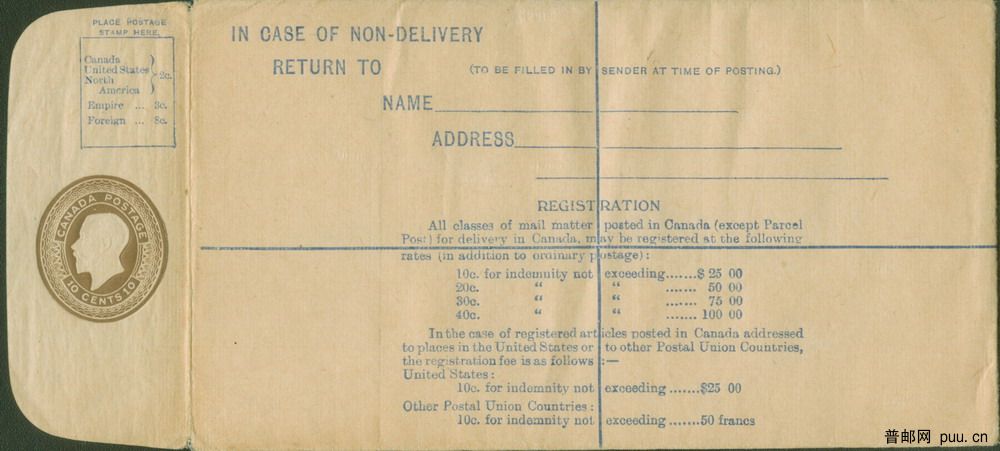 PLACE POSTAGE
STAMP HERE.
Canada
United States
North
America } 2c.
Empire ... 3c.
Foreign ... 8c.
CANADA POSTAGE
10 CENTS 10
IN CASE OF NON-DELIVERY
RETURN TO (TO BE FILLED IN BY SENDER AT TIME OF POSTING.)
NAME
ADDRESS
REGISTRATION
All classes of mail matter posted in Canada (except Parcel
Post) for delivery in Canada, may be registered at the following
rates (in addition to ordinary postage):
10c. for indemnity not exceeding.......$ 25 00
20c. " " ....... 50 00
30c. " " ....... 75 00
40c. " " ....... 100 00
In the case of registered articles posted in Canada addressed
to places in the United States or to other Postal Union Countries,
the registration fee is as follows :—
United States:
10c. for indemnity not exceeding.......$25 00
Other Postal Union Countries:
10c. for indemnity not exceeding.......50 francs
普邮网 puu.cn